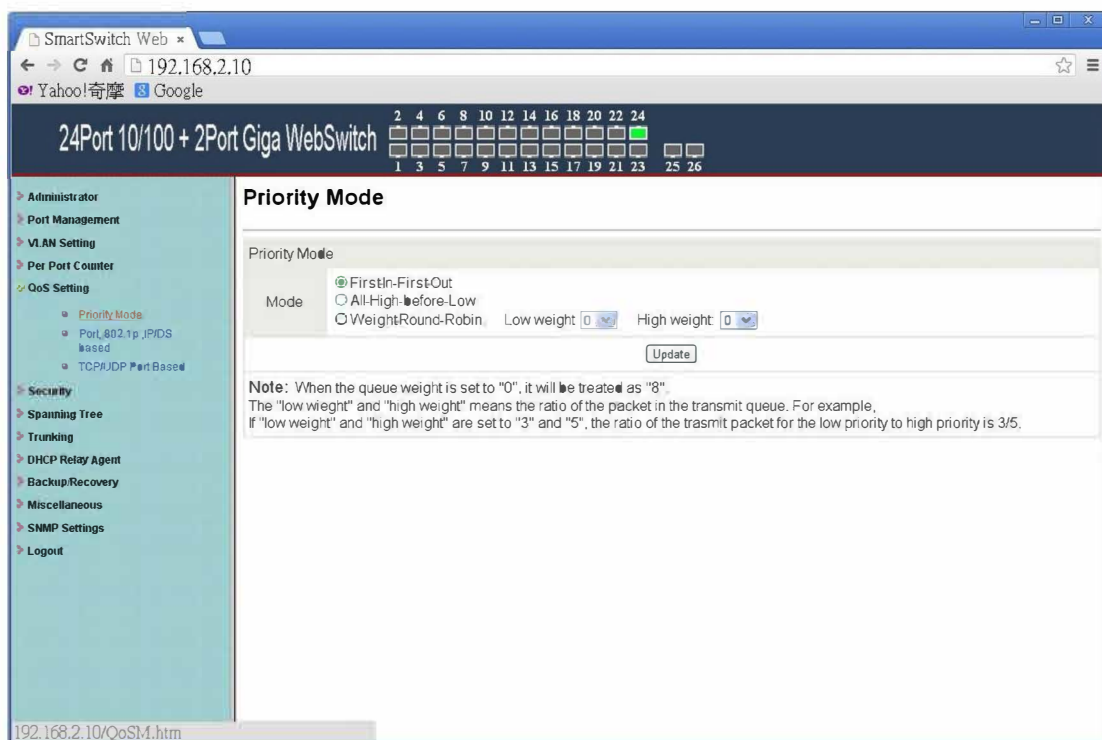 SmartSwitch Web
192.168.2.10
Yahoo!奇摩 Google
24Port 10/100 + 2Port Giga WebSwitch
2 4 6 8 10 12 14 16 18 20 22 24
1 3 5 7 9 11 13 15 17 19 21 23 25 26
Administrator
Port Management
VLAN Setting
Per Port Counter
QoS Setting
Priority Mode
Port, 802.1p ,IP/DS
based
TCP/UDP Port Based
Security
Spanning Tree
Trunking
DHCP Relay Agent
Backup/Recovery
Miscellaneous
SNMP Settings
Logout
Priority Mode
Priority Mode
Mode
First-In-First-Out
All-High-before-Low
Weight-Round-Robin. Low weight: 0 High weight: 0
Update
Note: When the queue weight is set to "0", it will be treated as "8".
The "low wieght" and "high weight" means the ratio of the packet in the transmit queue. For example,
If "low weight" and "high weight" are set to "3" and "5", the ratio of the trasmit packet for the low priority to high priority is 3/5.
192.168.2.10/QoSM.htm